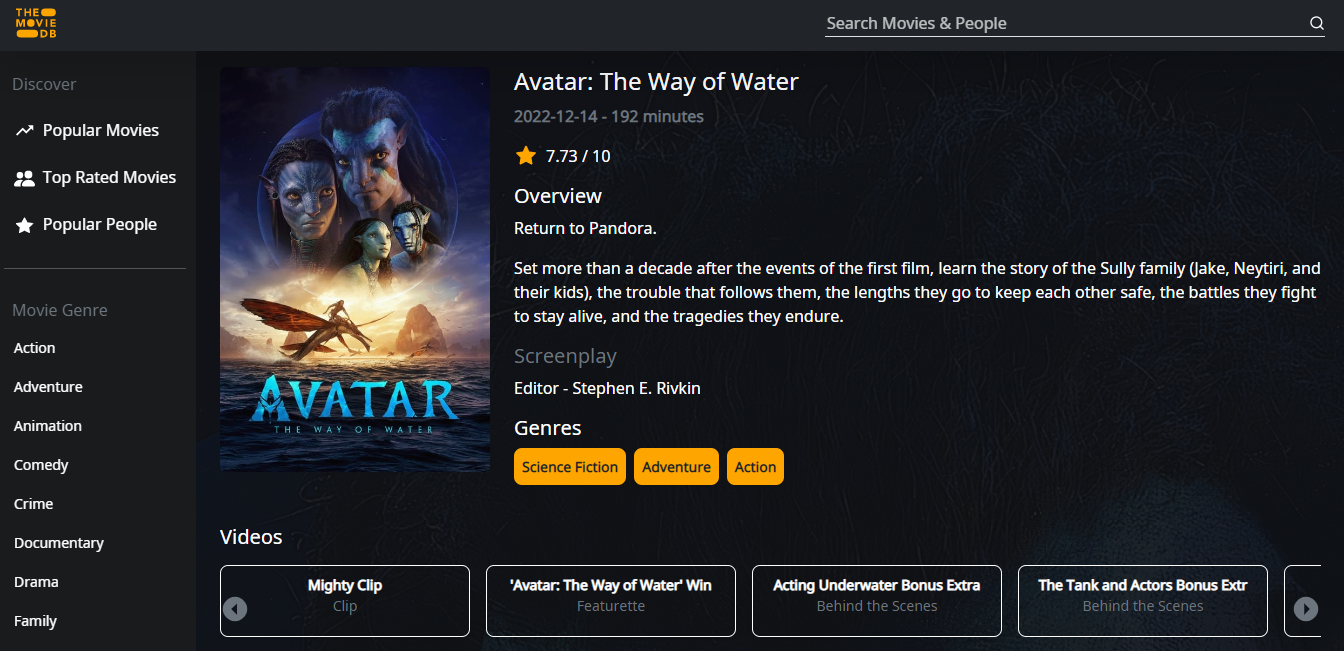 THE
MOVIE
DB
Search Movies & People
Discover
Popular Movies
Top Rated Movies
Popular People
Movie Genre
Action
Adventure
Animation
Comedy
Crime
Documentary
Drama
Family
AVATAR
THE WAY OF WATER
Avatar: The Way of Water
2022-12-14 - 192 minutes
7.73 / 10
Overview
Return to Pandora.
Set more than a decade after the events of the first film, learn the story of the Sully family (Jake, Neytiri, and
their kids), the trouble that follows them, the lengths they go to keep each other safe, the battles they fight
to stay alive, and the tragedies they endure.
Screenplay
Editor - Stephen E. Rivkin
Genres
Science Fiction
Adventure
Action
Videos
Mighty Clip
Clip
'Avatar: The Way of Water' Win
Featurette
Acting Underwater Bonus Extra
Behind the Scenes
The Tank and Actors Bonus Extr
Behind the Scenes